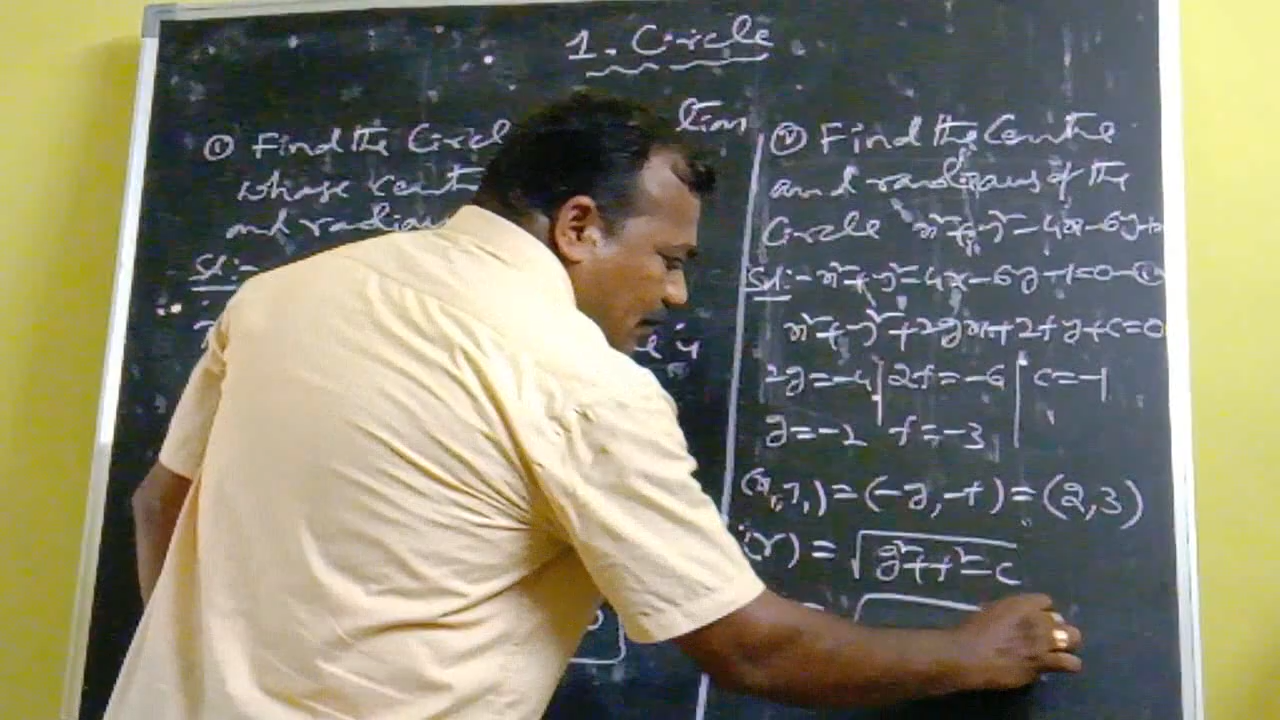 1. Circle
① Find the Circle
tion
whose cent
and radius
Sol:-
② Find the Centre
and radius of the
Circle x²+y²-4x-6y+
Sol:- x²+y²-4x-6y-1=0-①
x²+y²+2gx+2fy+c=0
2g=-4 | 2f=-6 | c=-1
g=-2 f=-3
(x₁,y₁)=(-g,-f)=(2,3)
(r) = √g²+f²-c